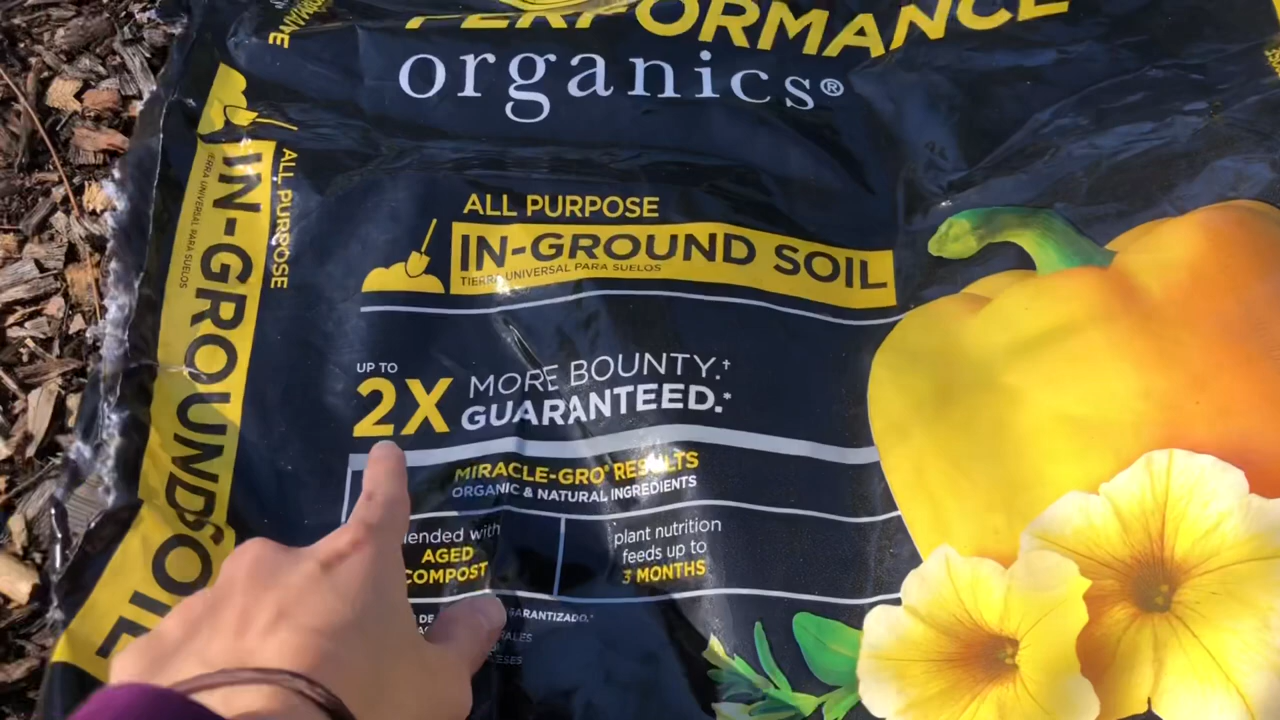 PERFORMANCE
organics®
ALL PURPOSE
IN-GROUND SOIL
TIERRA UNIVERSAL PARA SUELOS
UP TO
2X MORE BOUNTY.†
GUARANTEED.*
MIRACLE-GRO® RESULTS
ORGANIC & NATURAL INGREDIENTS
lended with
AGED
COMPOST
plant nutrition
feeds up to
3 MONTHS
GARANTIZADO.*
ALL PURPOSE
IN-GROUND SOIL
TIERRA UNIVERSAL PARA SUELOS